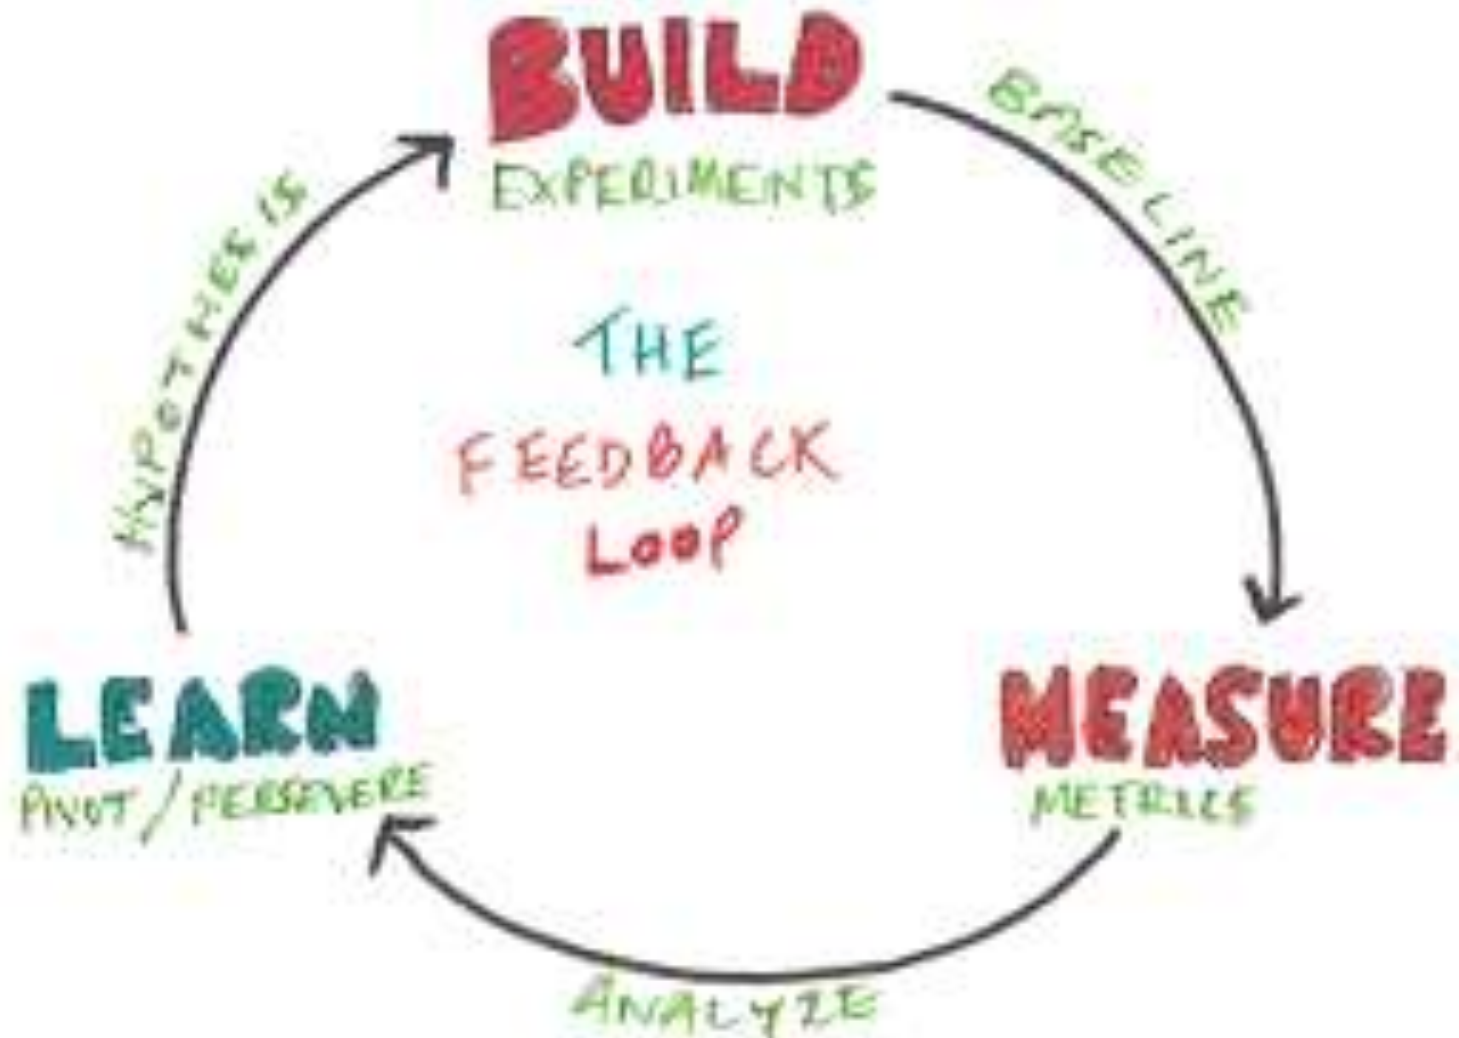 BUILD
EXPERIMENTS
BASELINE
HYPOTHESIS
THE
FEEDBACK
LOOP
LEARN
PIVOT/PERSEVERE
MEASURE
METRICS
ANALYZE